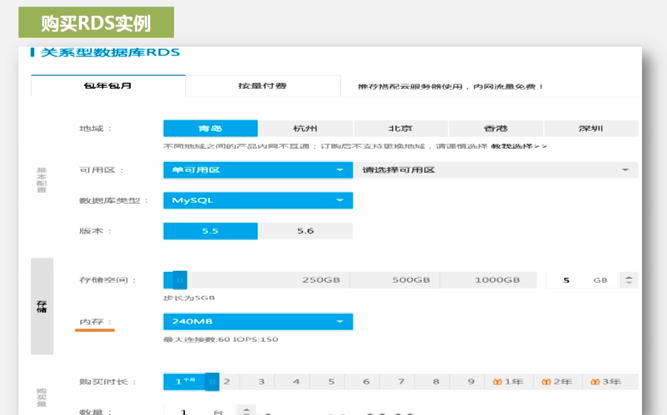 购买RDS实例
关系型数据库RDS
包年包月 按量付费 推荐搭配云服务器使用，内网流量免费！
地域： 青岛 杭州 北京 香港 深圳
不同地域之间的产品内网不互通；订购后不支持更换地域，请谨慎选择 教我选择>>
基本配置
可用区： 单可用区 请选择可用区
数据库类型： MySQL
版本： 5.5 5.6
存储
存储空间： 250GB 500GB 1000GB 5 GB
步长为5GB
内存： 240MB
最大连接数:60 IOPS:150
购买量
购买时长： 1个月 2 3 4 5 6 7 8 9 1年 2年 3年
数量： 1 台